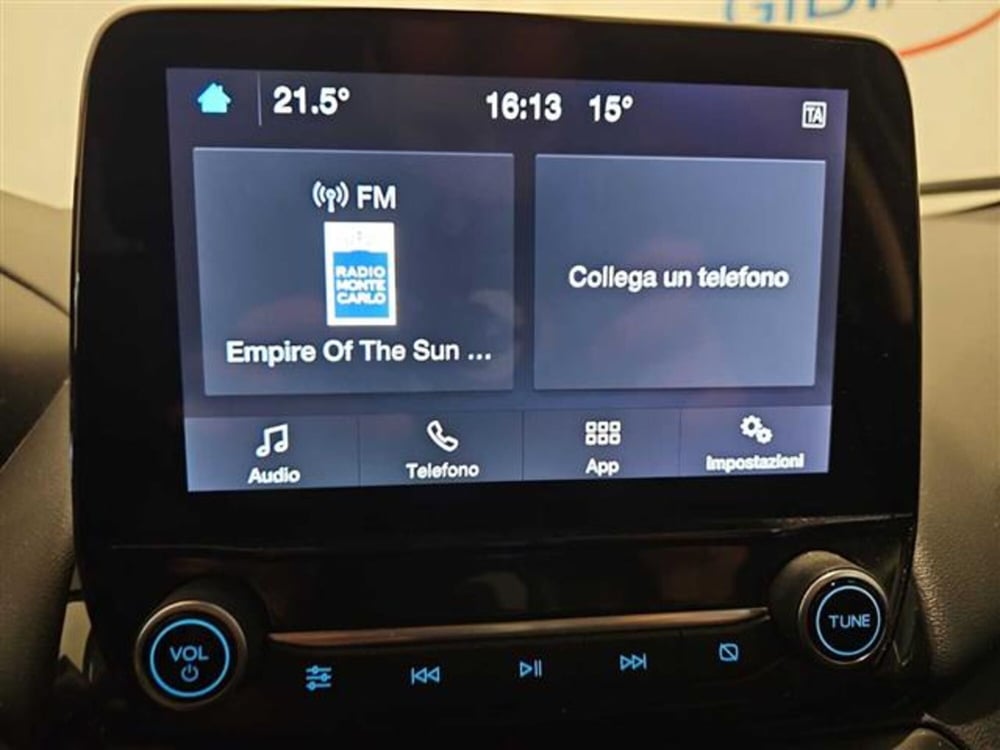 21.5° 16:13 15° TA
FM
RADIO
MONTE
CARLO
Empire Of The Sun ...
Collega un telefono
Audio Telefono App Impostazioni
VOL
TUNE